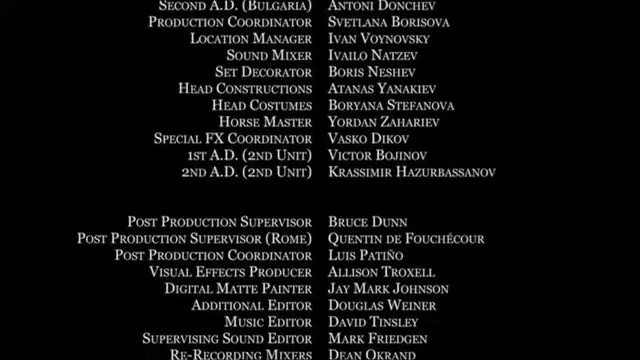 SECOND A.D. (BULGARIA) ANTONI DONCHEV
PRODUCTION COORDINATOR SVETLANA BORISOVA
LOCATION MANAGER IVAN VOYNOVSKY
SOUND MIXER IVAILO NATZEV
SET DECORATOR BORIS NESHEV
HEAD CONSTRUCTIONS ATANAS YANAKIEV
HEAD COSTUMES BORYANA STEFANOVA
HORSE MASTER YORDAN ZAHARIEV
SPECIAL FX COORDINATOR VASKO DIKOV
1ST A.D. (2ND UNIT) VICTOR BOJINOV
2ND A.D. (2ND UNIT) KRASSIMIR HAZURBASSANOV
POST PRODUCTION SUPERVISOR BRUCE DUNN
POST PRODUCTION SUPERVISOR (ROME) QUENTIN DE FOUCHÉCOUR
POST PRODUCTION COORDINATOR LUIS PATIÑO
VISUAL EFFECTS PRODUCER ALLISON TROXELL
DIGITAL MATTE PAINTER JAY MARK JOHNSON
ADDITIONAL EDITOR DOUGLAS WEINER
MUSIC EDITOR DAVID TINSLEY
SUPERVISING SOUND EDITOR MARK FRIEDGEN
RE-RECORDING MIXERS DEAN OKRAND